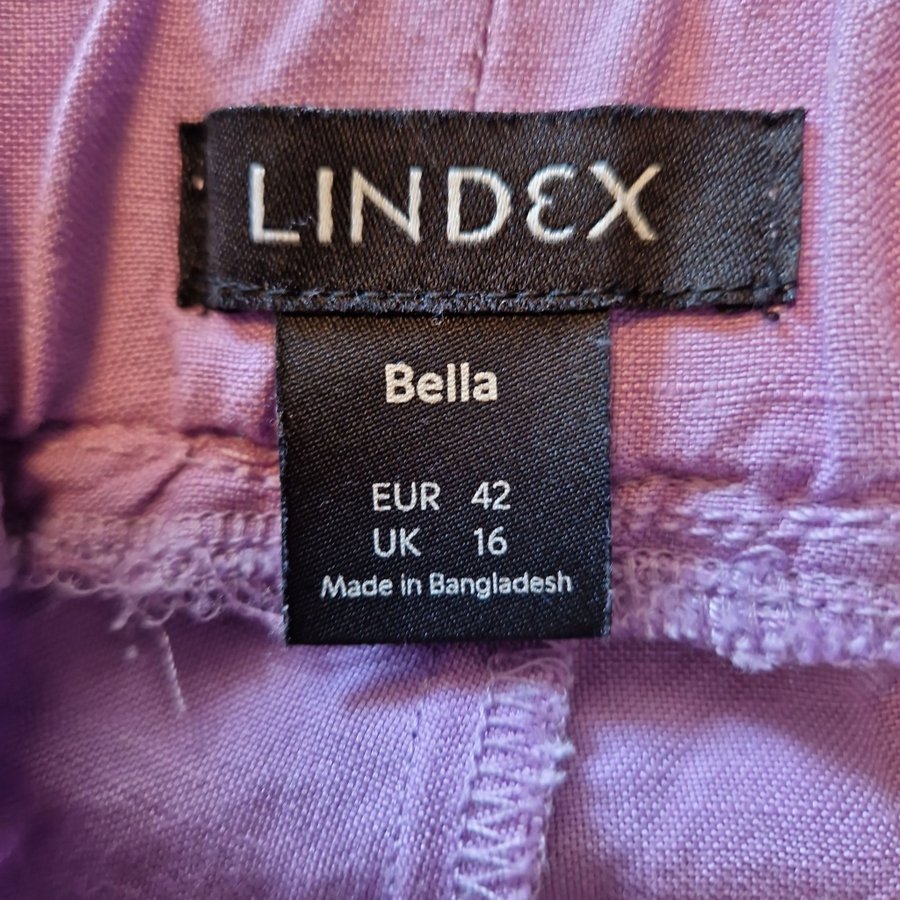 LINDEX
Bella
EUR 42
UK 16
Made in Bangladesh